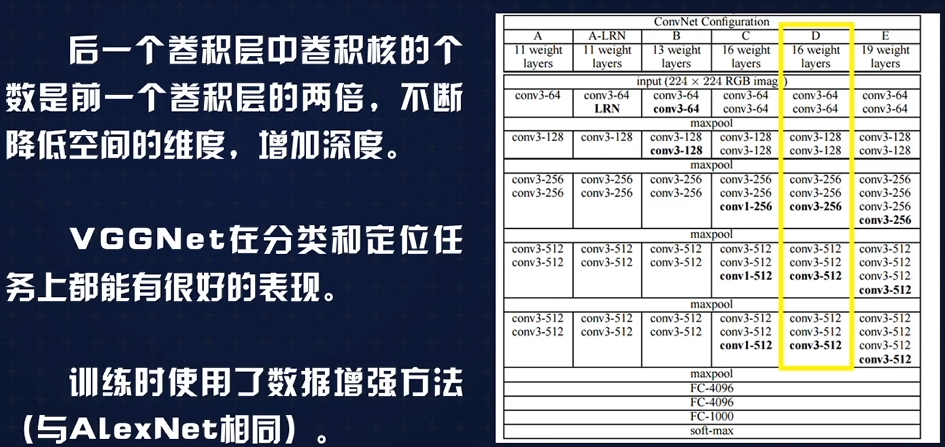 后一个卷积层中卷积核的个
数是前一个卷积层的两倍，不断
降低空间的维度，增加深度。
VGGNet在分类和定位任
务上都能有很好的表现。
训练时使用了数据增强方法
（与AlexNet相同）。
ConvNet Configuration
A A-LRN B C D E
11 weight 11 weight 13 weight 16 weight 16 weight 19 weight
layers layers layers layers layers layers
input (224 × 224 RGB image)
conv3-64 conv3-64 conv3-64 conv3-64 conv3-64 conv3-64
LRN conv3-64 conv3-64 conv3-64 conv3-64
maxpool
conv3-128 conv3-128 conv3-128 conv3-128 conv3-128 conv3-128
conv3-128 conv3-128 conv3-128 conv3-128
maxpool
conv3-256 conv3-256 conv3-256 conv3-256 conv3-256 conv3-256
conv3-256 conv3-256 conv3-256 conv3-256 conv3-256 conv3-256
conv1-256 conv3-256 conv3-256
conv3-256
maxpool
conv3-512 conv3-512 conv3-512 conv3-512 conv3-512 conv3-512
conv3-512 conv3-512 conv3-512 conv3-512 conv3-512 conv3-512
conv1-512 conv3-512 conv3-512
conv3-512
maxpool
conv3-512 conv3-512 conv3-512 conv3-512 conv3-512 conv3-512
conv3-512 conv3-512 conv3-512 conv3-512 conv3-512 conv3-512
conv1-512 conv3-512 conv3-512
conv3-512
maxpool
FC-4096
FC-4096
FC-1000
soft-max